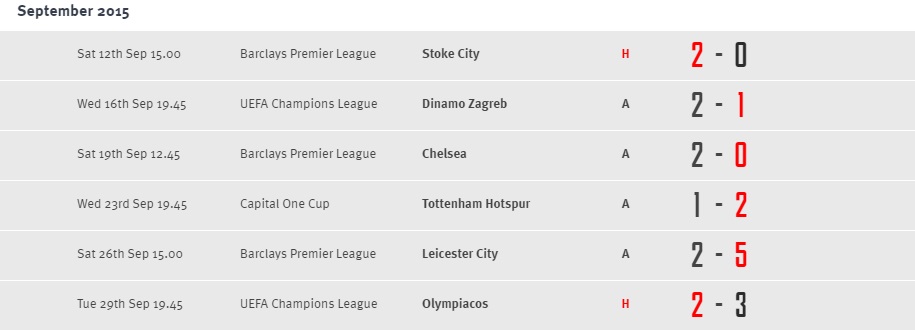 September 2015
Sat 12th Sep 15.00 Barclays Premier League Stoke City H 2 - 0
Wed 16th Sep 19.45 UEFA Champions League Dinamo Zagreb A 2 - 1
Sat 19th Sep 12.45 Barclays Premier League Chelsea A 2 - 0
Wed 23rd Sep 19.45 Capital One Cup Tottenham Hotspur A 1 - 2
Sat 26th Sep 15.00 Barclays Premier League Leicester City A 2 - 5
Tue 29th Sep 19.45 UEFA Champions League Olympiacos H 2 - 3